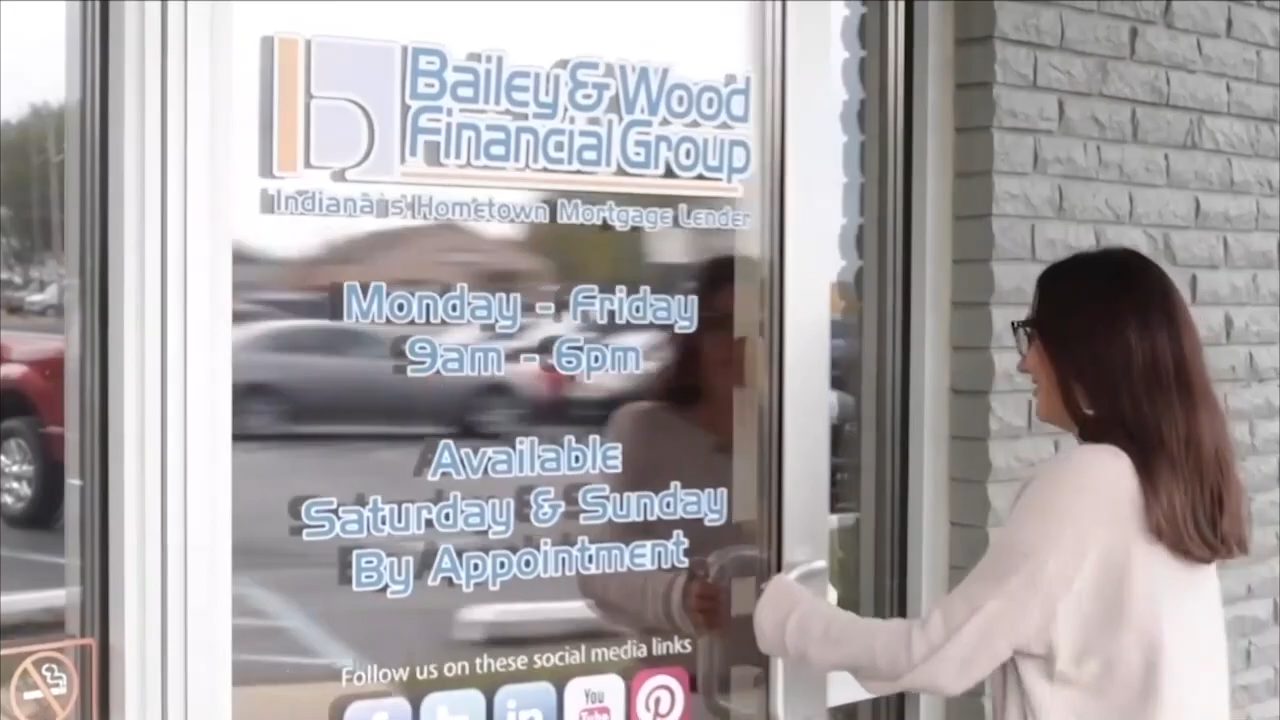 Bailey & Wood
Financial Group
Indiana's Hometown Mortgage Lender
Monday - Friday
9am - 6pm
Available
Saturday & Sunday
By Appointment
Follow us on these social media links
in
You
Tube